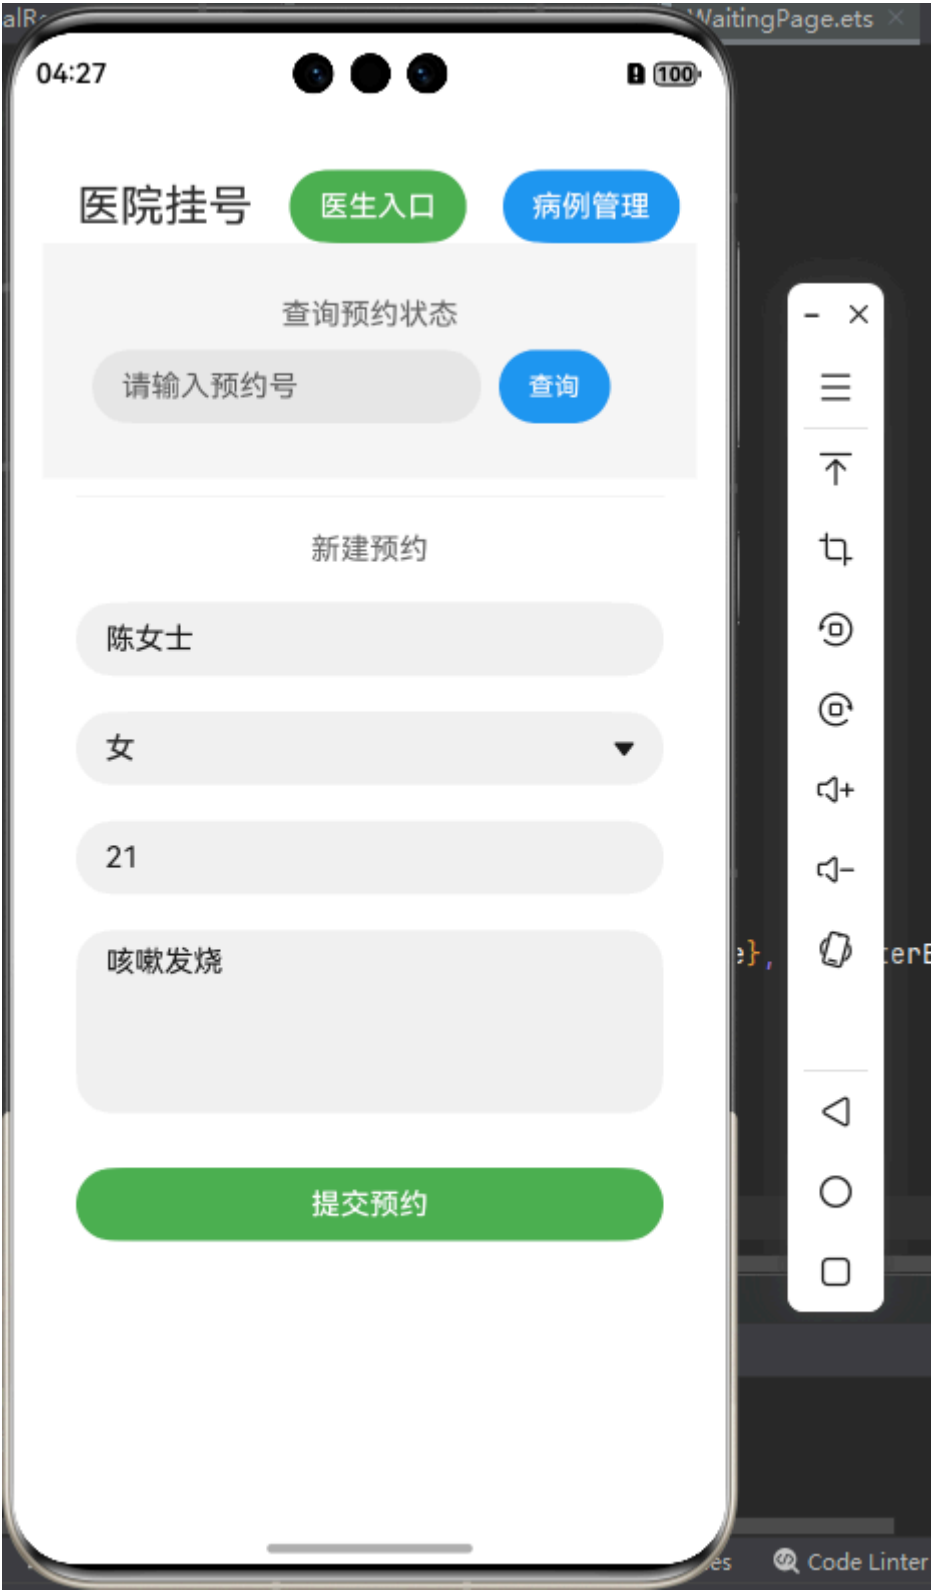 WaitingPage.ets
04:27
100
医院挂号
医生入口
病例管理
查询预约状态
请输入预约号
查询
新建预约
陈女士
女
21
咳嗽发烧
e},
terE
提交预约
es
Code Linter